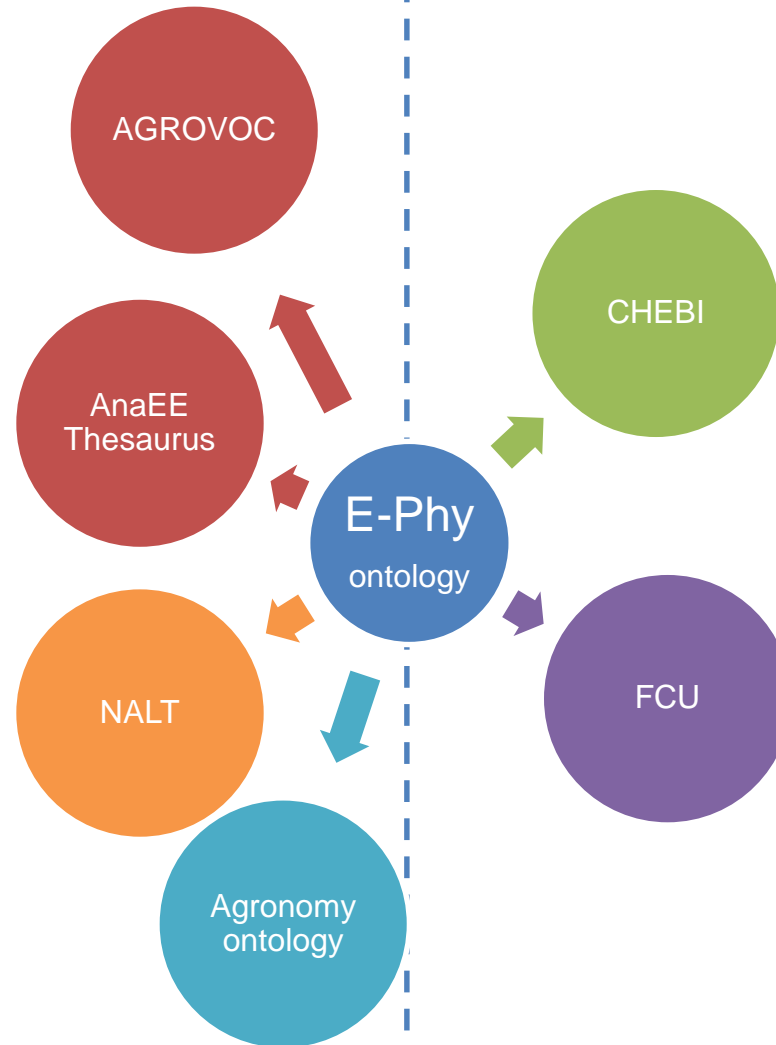 AGROVOC
CHEBI
AnaEE
Thesaurus
E-Phy
ontology
NALT
FCU
Agronomy
ontology